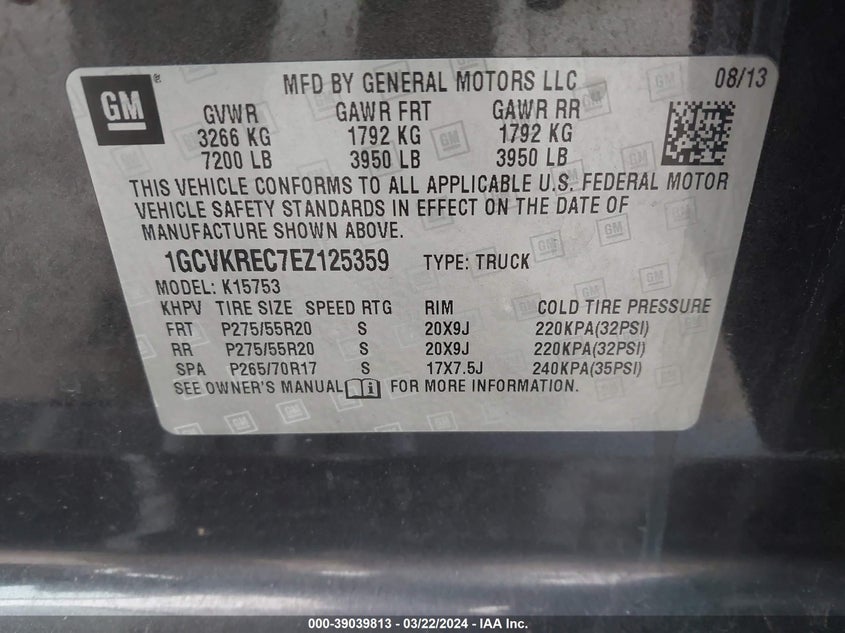 GM
MFD BY GENERAL MOTORS LLC 08/13
GVWR GAWR FRT GAWR RR
3266 KG 1792 KG 1792 KG
7200 LB 3950 LB 3950 LB
THIS VEHICLE CONFORMS TO ALL APPLICABLE U.S. FEDERAL MOTOR
VEHICLE SAFETY STANDARDS IN EFFECT ON THE DATE OF
MANUFACTURE SHOWN ABOVE.
1GCVKREC7EZ125359 TYPE: TRUCK
MODEL: K15753
KHPV TIRE SIZE SPEED RTG RIM COLD TIRE PRESSURE
FRT P275/55R20 S 20X9J 220KPA(32PSI)
RR P275/55R20 S 20X9J 220KPA(32PSI)
SPA P265/70R17 S 17X7.5J 240KPA(35PSI)
SEE OWNER'S MANUAL i FOR MORE INFORMATION.
000-39039813 - 03/22/2024 - IAA Inc.